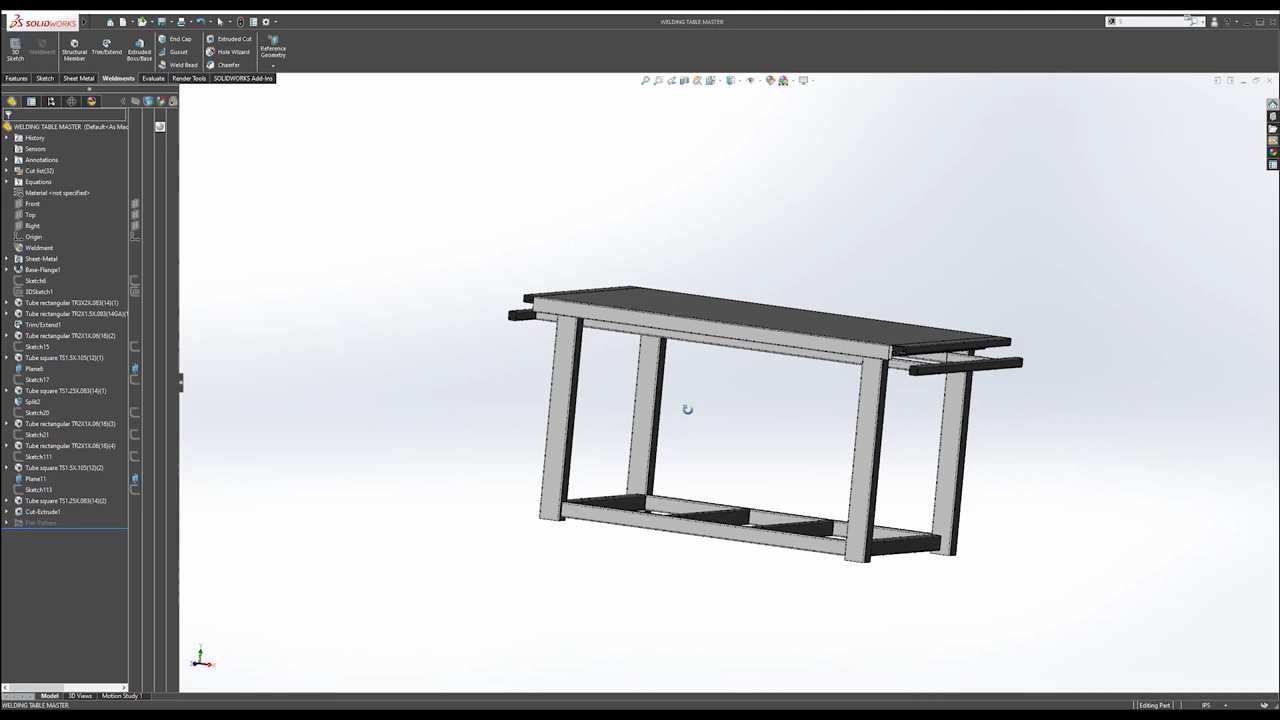 SOLIDWORKS
WELDING TABLE MASTER
3D Sketch
Weldment
Structural Member
Trim/Extend
Extruded Boss/Base
End Cap
Gusset
Weld Bead
Extruded Cut
Hole Wizard
Chamfer
Reference Geometry
Features
Sketch
Sheet Metal
Weldments
Evaluate
Render Tools
SOLIDWORKS Add-Ins
WELDING TABLE MASTER (Default<As Mac
History
Sensors
Annotations
Cut list(32)
Equations
Material <not specified>
Front
Top
Right
Origin
Weldment
Sheet-Metal
Base-Flange1
Sketch6
3DSketch1
Tube rectangular TR3X2X.083(14)(1)
Tube rectangular TR2X1.5X.083(14GA)(1
Trim/Extend1
Tube rectangular TR2X1X.06(16)(2)
Sketch15
Tube square TS1.5X.105(12)(1)
Plane6
Sketch17
Tube square TS1.25X.083(14)(1)
Split2
Sketch20
Tube rectangular TR2X1X.06(16)(3)
Sketch21
Tube rectangular TR2X1X.06(16)(4)
Sketch111
Tube square TS1.5X.105(12)(2)
Plane11
Sketch113
Tube square TS1.25X.083(14)(2)
Cut-Extrude1
Flat-Pattern
Model
3D Views
Motion Study 1
WELDING TABLE MASTER
Editing Part
IPS